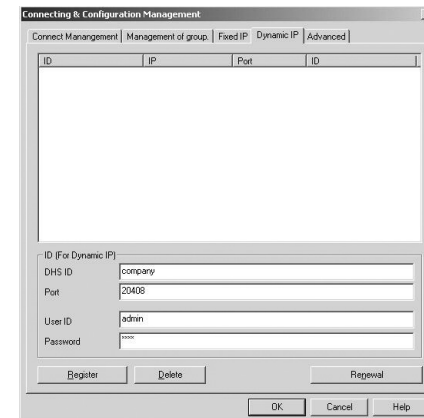 Connecting & Configuration Management
Connect Manangement Management of group. Fixed IP Dynamic IP Advanced
ID IP Port ID
ID (For Dynamic IP)
DHS ID company
Port 20408
User ID admin
Password ××××
Register Delete Renewal
OK Cancel Help